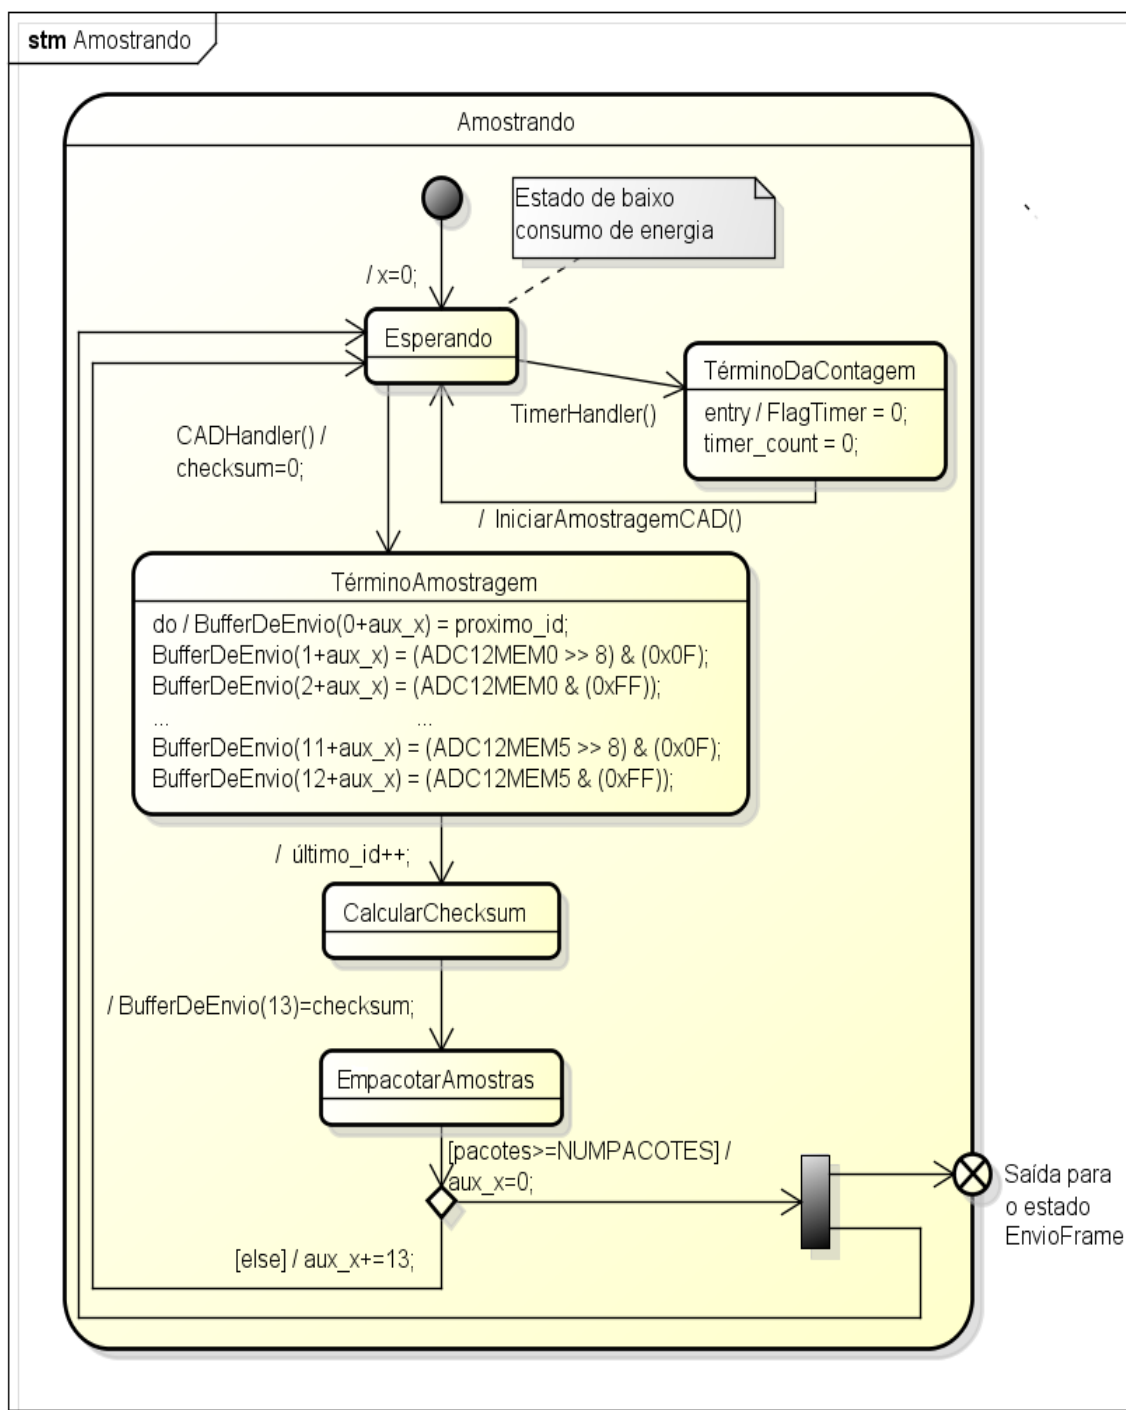 stm Amostrando
Amostrando
Estado de baixo
consumo de energia
/ x=0;
Esperando
TérminoDaContagem
entry / FlagTimer = 0;
timer_count = 0;
TimerHandler()
CADHandler() /
checksum=0;
/ IniciarAmostragemCAD()
TérminoAmostragem
do / BufferDeEnvio(0+aux_x) = proximo_id;
BufferDeEnvio(1+aux_x) = (ADC12MEM0 >> 8) & (0x0F);
BufferDeEnvio(2+aux_x) = (ADC12MEM0 & (0xFF));
... ...
BufferDeEnvio(11+aux_x) = (ADC12MEM5 >> 8) & (0x0F);
BufferDeEnvio(12+aux_x) = (ADC12MEM5 & (0xFF));
/ último_id++;
CalcularChecksum
/ BufferDeEnvio(13)=checksum;
EmpacotarAmostras
[pacotes>=NUMPACOTES] /
aux_x=0;
Saída para
o estado
EnvioFrame
[else] / aux_x+=13;